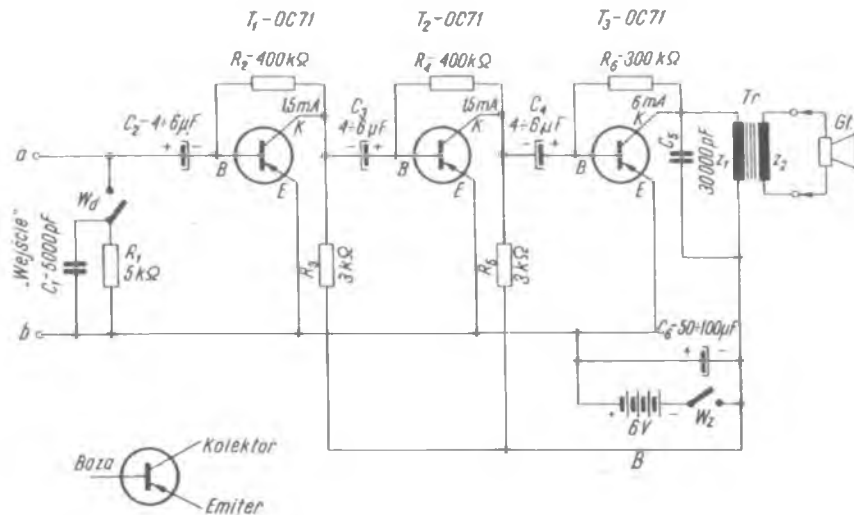 T₁-OC71
T₂-OC71
T₃-OC71
R₂-400kΩ
R₄-400kΩ
R₆-300kΩ
1,5mA
1,5mA
6mA
Tr
C₂-4÷6μF
C₃
4÷6μF
C₄
4÷6μF
C₅
30000pF
Gł.
K
K
K
z₁
z₂
a
+ -
- +
- +
B
B
B
E
E
E
Wd
„Wejście"
C₁-5000pF
R₁
5kΩ
R₃
3kΩ
R₅
3kΩ
b
C₆-50÷100μF
+ -
+ -
6V
Wz
B
Kolektor
Baza
Emiter